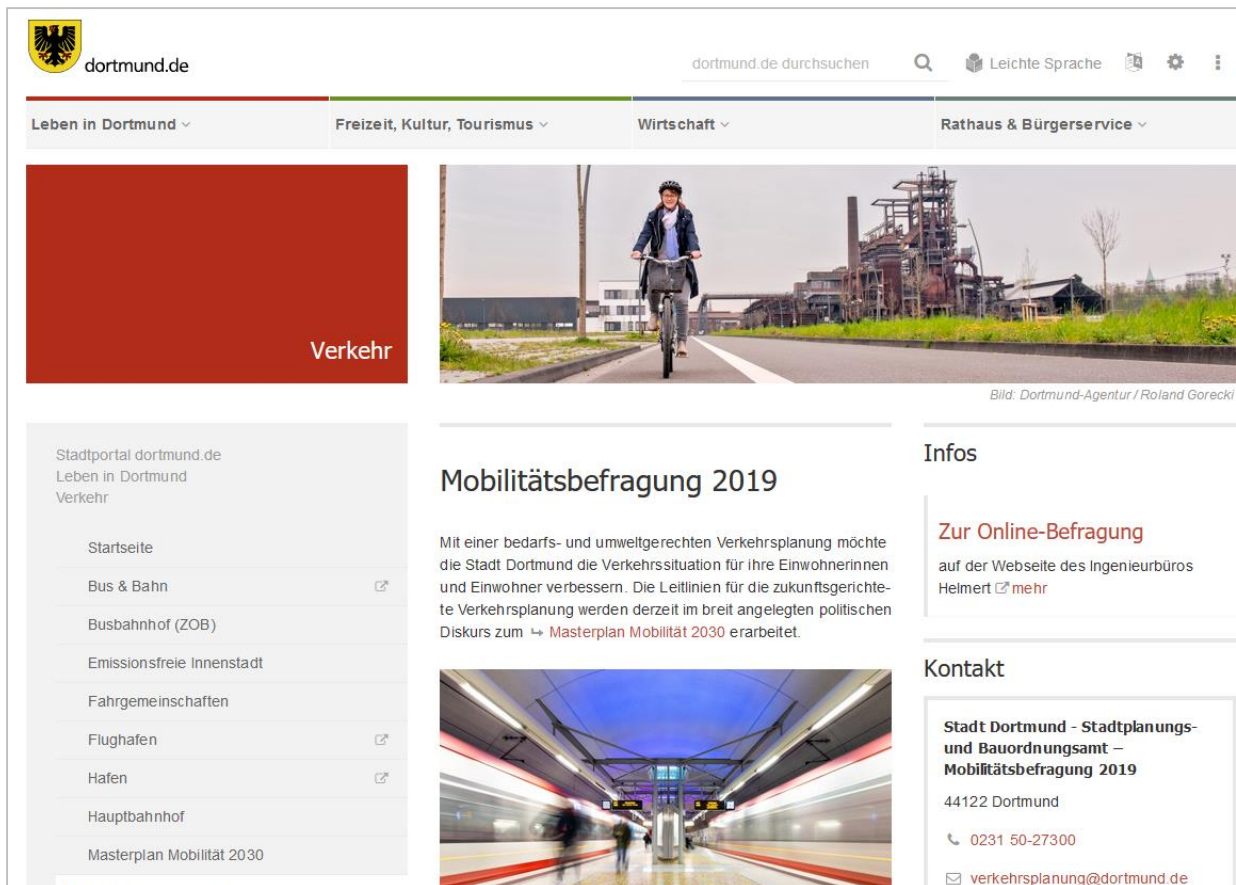 dortmund.de
dortmund.de durchsuchen
Leichte Sprache
Leben in Dortmund
Freizeit, Kultur, Tourismus
Wirtschaft
Rathaus & Bürgerservice
Verkehr
Bild: Dortmund-Agentur / Roland Gorecki
Stadtportal dortmund.de
Leben in Dortmund
Verkehr
Startseite
Bus & Bahn
Busbahnhof (ZOB)
Emissionsfreie Innenstadt
Fahrgemeinschaften
Flughafen
Hafen
Hauptbahnhof
Masterplan Mobilität 2030
Mobilitätsbefragung 2019
Mit einer bedarfs- und umweltgerechten Verkehrsplanung möchte
die Stadt Dortmund die Verkehrssituation für ihre Einwohnerinnen
und Einwohner verbessern. Die Leitlinien für die zukunftsgerichte-
te Verkehrsplanung werden derzeit im breit angelegten politischen
Diskurs zum ↪ Masterplan Mobilität 2030 erarbeitet.
Infos
Zur Online-Befragung
auf der Webseite des Ingenieurbüros
Helmert mehr
Kontakt
Stadt Dortmund - Stadtplanungs-
und Bauordnungsamt –
Mobilitätsbefragung 2019
44122 Dortmund
0231 50-27300
verkehrsplanung@dortmund.de